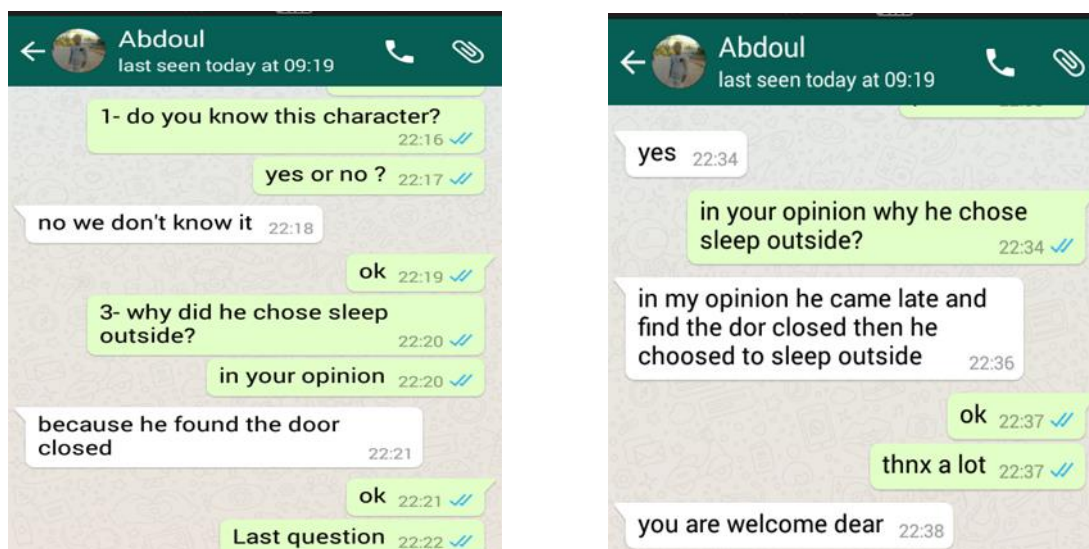 Abdoul
last seen today at 09:19
1- do you know this character?
22:16
yes or no ? 22:17
no we don't know it 22:18
ok 22:19
3- why did he chose sleep
outside? 22:20
in your opinion 22:20
because he found the door
closed 22:21
ok 22:21
Last question 22:22
Abdoul
last seen today at 09:19
yes 22:34
in your opinion why he chose
sleep outside? 22:34
in my opinion he came late and
find the dor closed then he
choosed to sleep outside 22:36
ok 22:37
thnx a lot 22:37
you are welcome dear 22:38